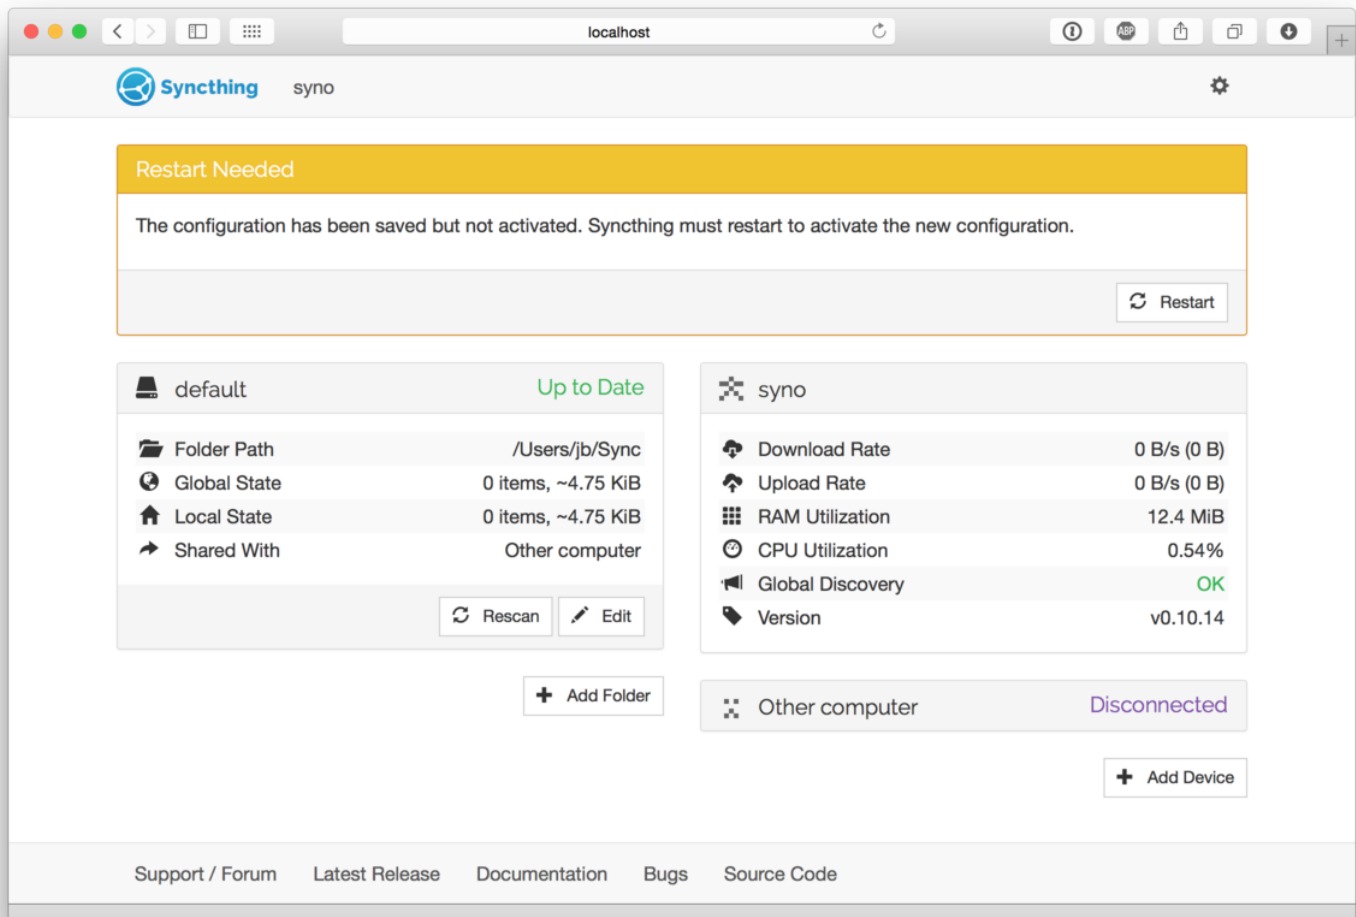 localhost
ABP
Syncthing syno
Restart Needed
The configuration has been saved but not activated. Syncthing must restart to activate the new configuration.
Restart
default Up to Date
Folder Path /Users/jb/Sync
Global State 0 items, ~4.75 KiB
Local State 0 items, ~4.75 KiB
Shared With Other computer
Rescan Edit
Add Folder
syno
Download Rate 0 B/s (0 B)
Upload Rate 0 B/s (0 B)
RAM Utilization 12.4 MiB
CPU Utilization 0.54%
Global Discovery OK
Version v0.10.14
Other computer Disconnected
Add Device
Support / Forum Latest Release Documentation Bugs Source Code